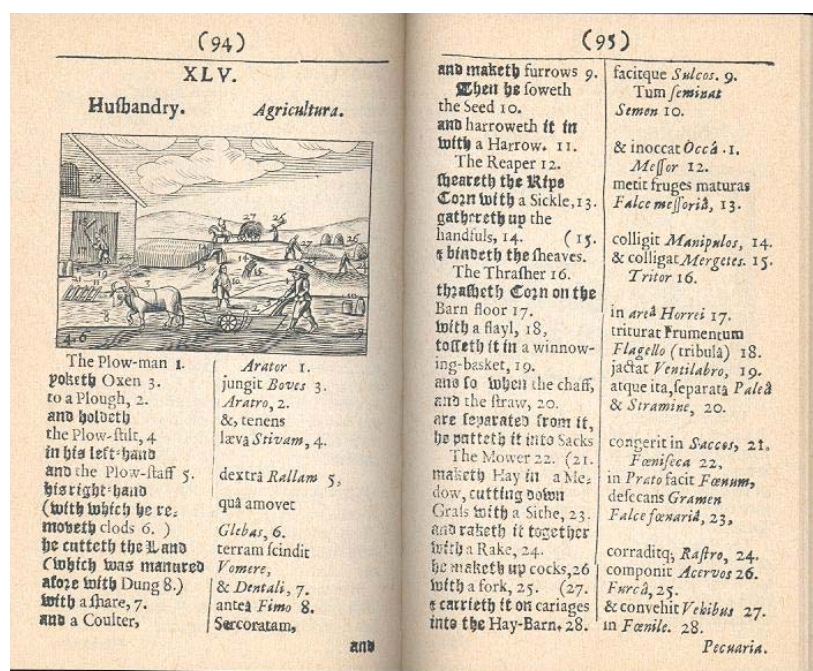 (94)
XLV.
Huſbandry.
Agricultura.
The Plow-man 1.
yoketh Oxen 3.
to a Plough, 2.
and holdeth
the Plow-ſtilt, 4
in his left-hand
and the Plow-ſtaff 5.
his right-hand
(with which he re-
moveth clods 6. )
he cutteth the Land
(which was manured
afore with Dung 8.)
with a ſhare, 7.
and a Coulter,
Arator 1.
jungit Boves 3.
Aratro, 2.
&, tenens
lævâ Stivam, 4.
dextrâ Rallam 5,
quâ amovet
Glebas, 6.
terram ſcindit
Vomere,
& Dentali, 7.
anteà Fimo 8.
Stercoratam,
and
(95)
and maketh furrows 9.
Then he ſoweth
the Seed 10.
and harroweth it in
with a Harrow. 11.
The Reaper 12.
ſheareth the Ripe
Corn with a Sickle, 13.
gathereth up the
handfuls, 14. (15.
& bindeth the ſheaves.
The Thraſher 16.
thraſheth Corn on the
Barn floor 17.
with a flayl, 18,
toſſeth it in a winnow-
ing-basket, 19.
and ſo when the chaff,
and the ſtraw, 20.
are ſeparated from it,
he putteth it into Sacks
The Mower 22. (21.
maketh Hay in a Me-
dow, cutting down
Graſs with a Sithe, 23.
and raketh it together
with a Rake, 24.
he maketh up cocks, 26
with a fork, 25. (27.
& carrieth it on cariages
into the Hay-Barn. 28.
facitque Sulcos. 9.
Tum ſeminat
Semen 10.
& inoccat Occâ .1.
Meſſor 12.
metit fruges maturas
Falce meſſoriâ, 13.
colligit Manipulos, 14.
& colligat Mergetes. 15.
Tritor 16.
in areâ Horrei 17.
triturat Frumentum
Flagello (tribulâ) 18.
jactat Ventilabro, 19.
atque ita, ſeparatâ Paleâ
& Stramine, 20.
congerit in Saccos, 21,
Fœniſeca 22,
in Prato facit Fœnum,
deſecans Gramen
Falce fœnariâ, 23,
corraditq; Raſtro, 24.
componit Acervos 26.
Furcâ, 25.
& convehit Vehibus 27.
in Fœnile. 28.
Pecuaria.